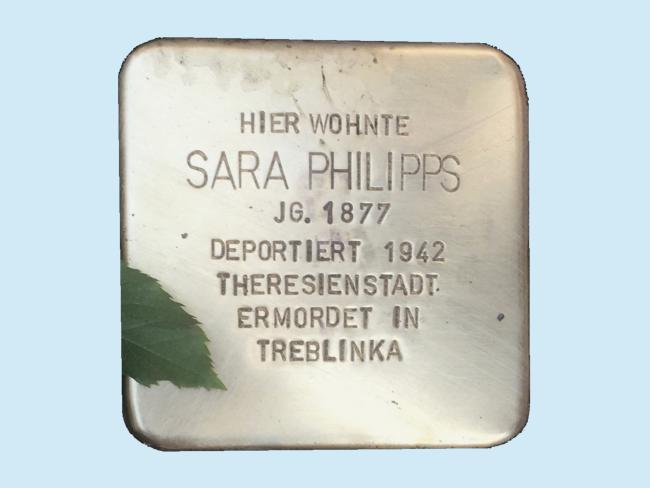 HIER WOHNTE
SARA PHILIPPS
JG. 1877
DEPORTIERT 1942
THERESIENSTADT
ERMORDET IN
TREBLINKA